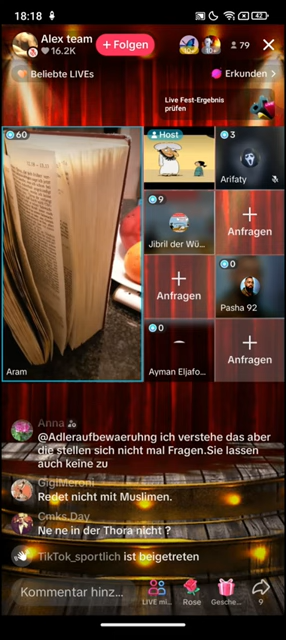 18:18
42
Alex team
16.2K
+ Folgen
79
Beliebte LIVEs
Erkunden >
Live Fest-Ergebnis
prüfen
60
Host
3
Arifaty
9
Jibril der Wü...
Anfragen
Anfragen
0
Pasha 92
Anfragen
0
Aram
Ayman Eljafo...
Anfragen
Anna
@Adleraufbewaeruhng ich verstehe das aber
die stellen sich nicht mal Fragen.Sie lassen
auch keine zu
GigiMeroni
Redet nicht mit Muslimen.
Cmks.Day
Ne ne in der Thora nicht ?
TikTok_sportlich ist beigetreten
Kommentar hinz...
LIVE mi...
Rose
Gesche...
9